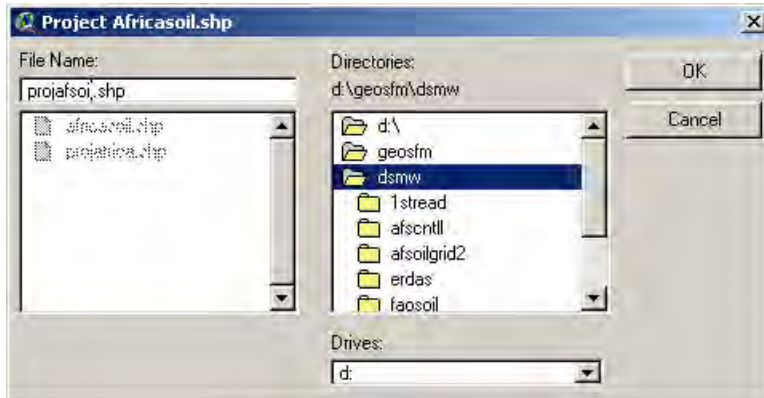 Project Africasoil.shp
File Name:
projafsoi,.shp
africasoil.shp
projafrica.shp
Directories:
d:\geosfm\dsmw
d:\
geosfm
dsmw
1stread
afscntll
afsoilgrid2
erdas
faosoil
Drives:
d:
OK
Cancel